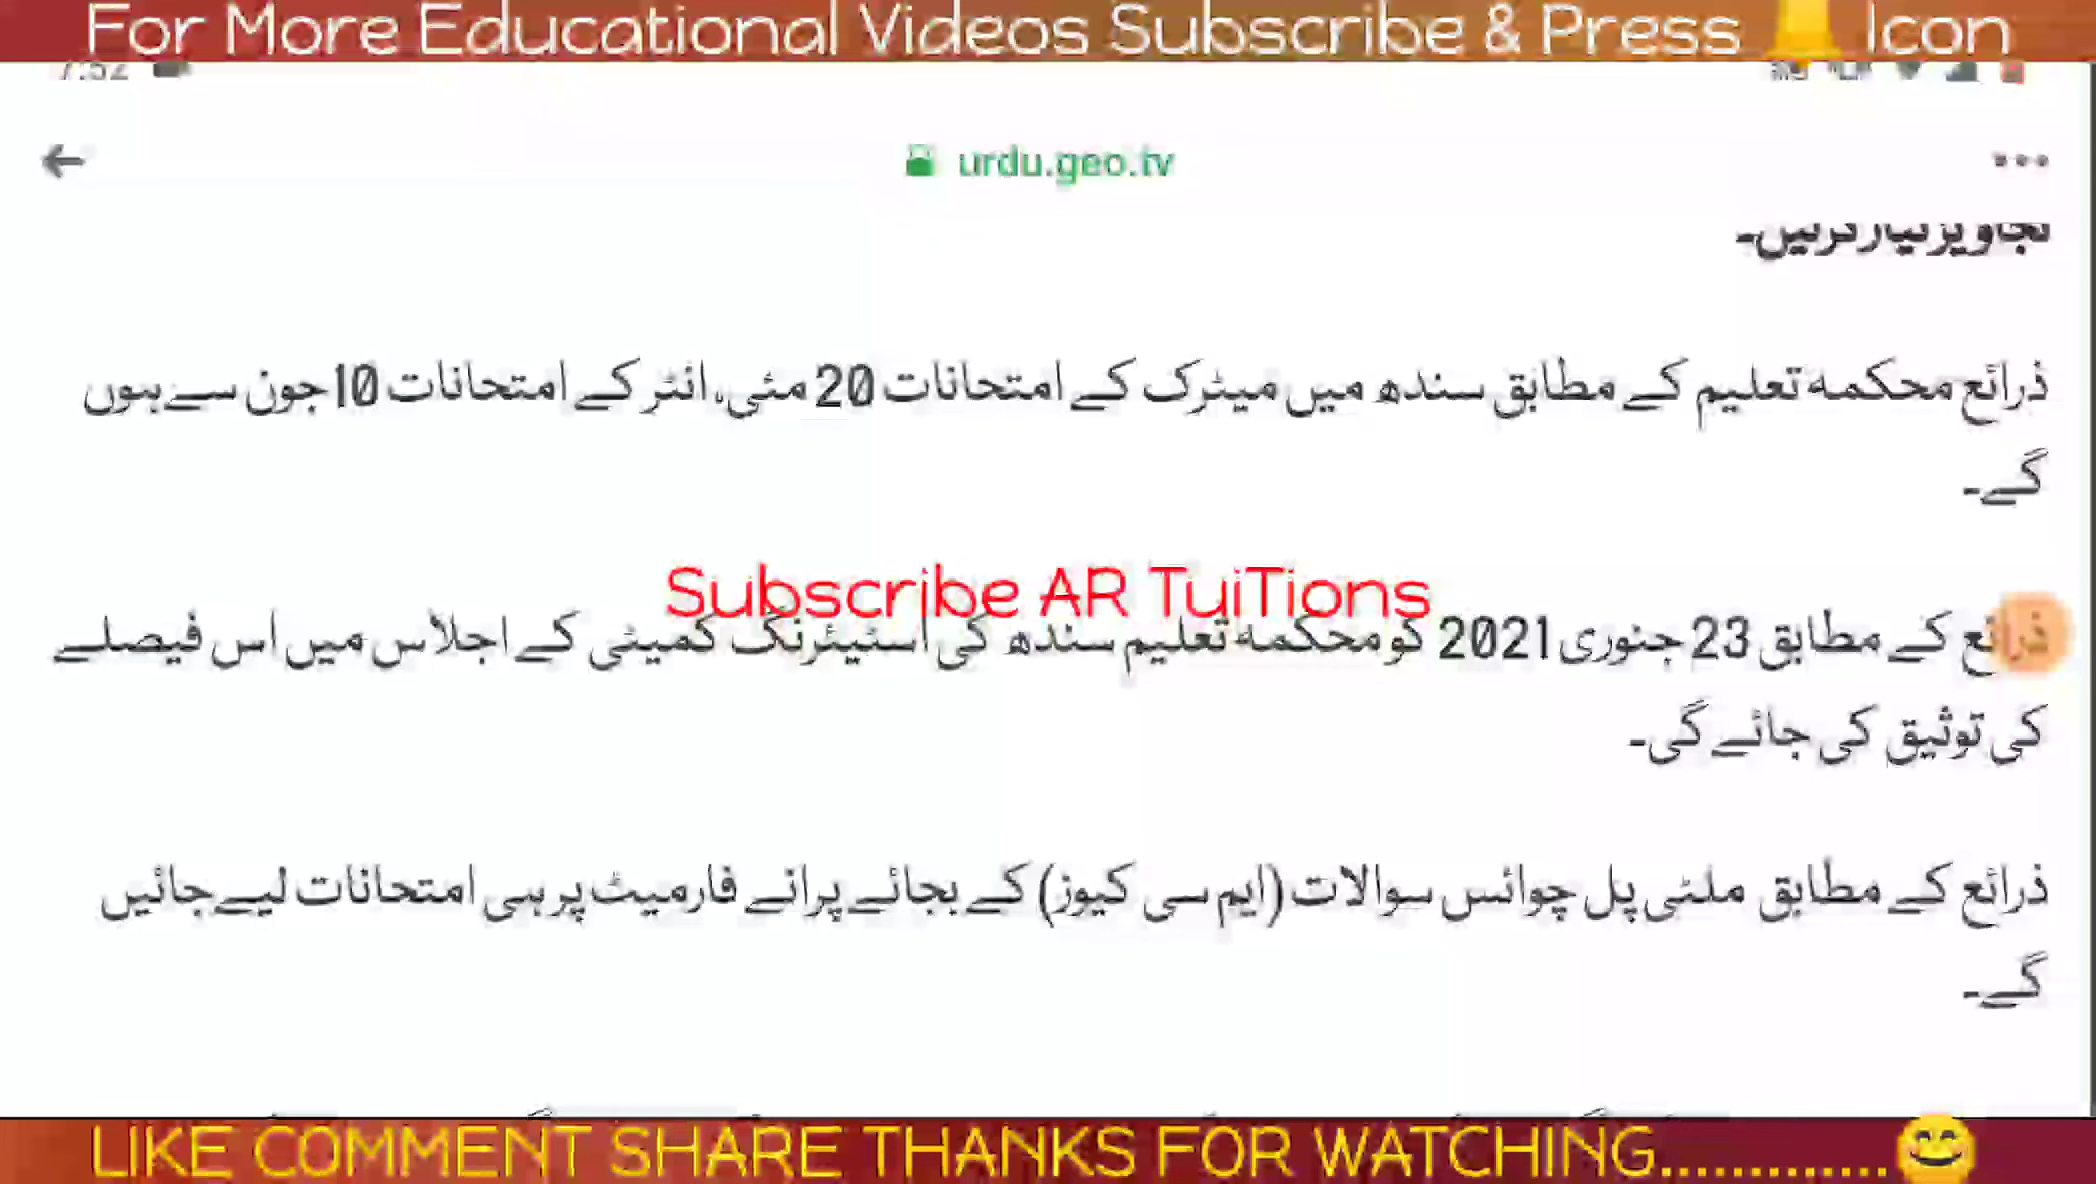 For More Educational Videos Subscribe & Press 🔔 Icon
7:52
urdu.geo.tv
تجاویز تیار کرلیں۔
ذرائع محکمہ تعلیم کے مطابق سندھ میں میٹرک کے امتحانات 20 مئی، انٹر کے امتحانات 10 جون سے ہوں
گے۔
Subscribe AR TuiTions
ذرائع کے مطابق 23 جنوری 2021 کو محکمہ تعلیم سندھ کی اسٹیئرنگ کمیٹی کے اجلاس میں اس فیصلے
کی توثیق کی جائے گی۔
ذرائع کے مطابق ملٹی پل چوائس سوالات (ایم سی کیوز) کے بجائے پرانے فارمیٹ پر ہی امتحانات لیے جائیں
گے۔
LIKE COMMENT SHARE THANKS FOR WATCHING.............😊